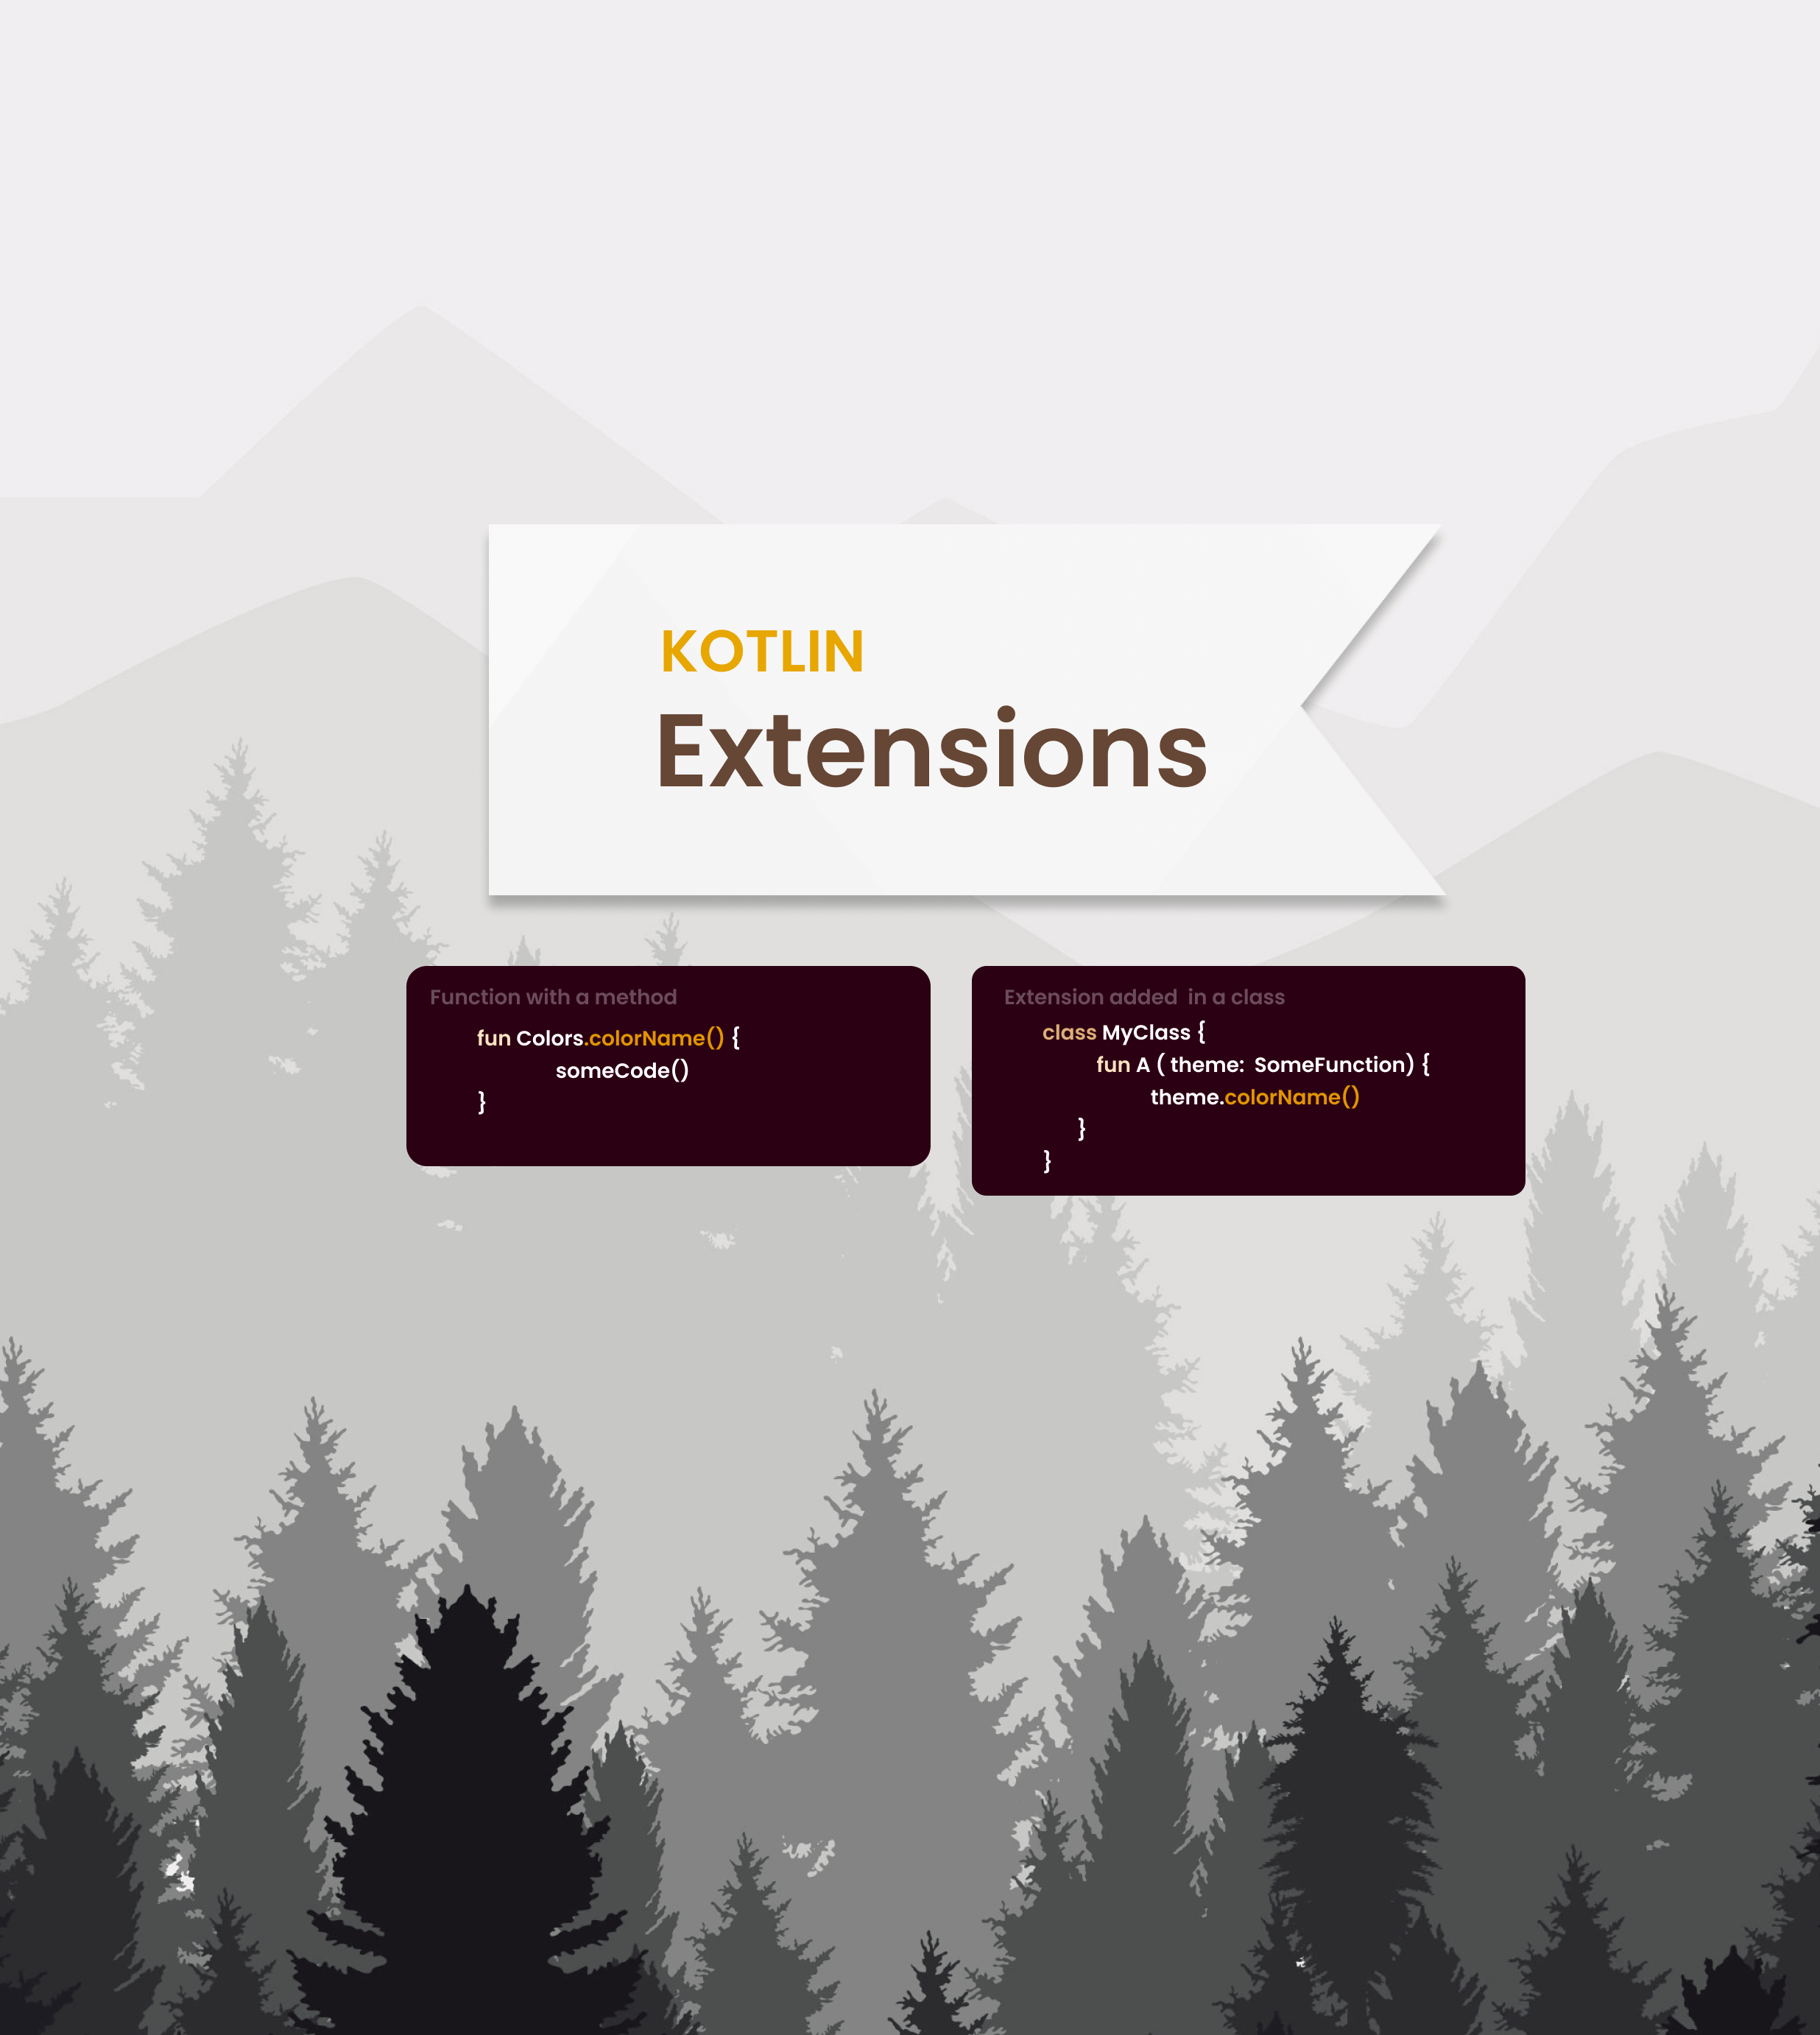 KOTLIN
Extensions
Function with a method
fun Colors.colorName() {
someCode()
}
Extension added in a class
class MyClass {
fun A ( theme: SomeFunction) {
theme.colorName()
}
}